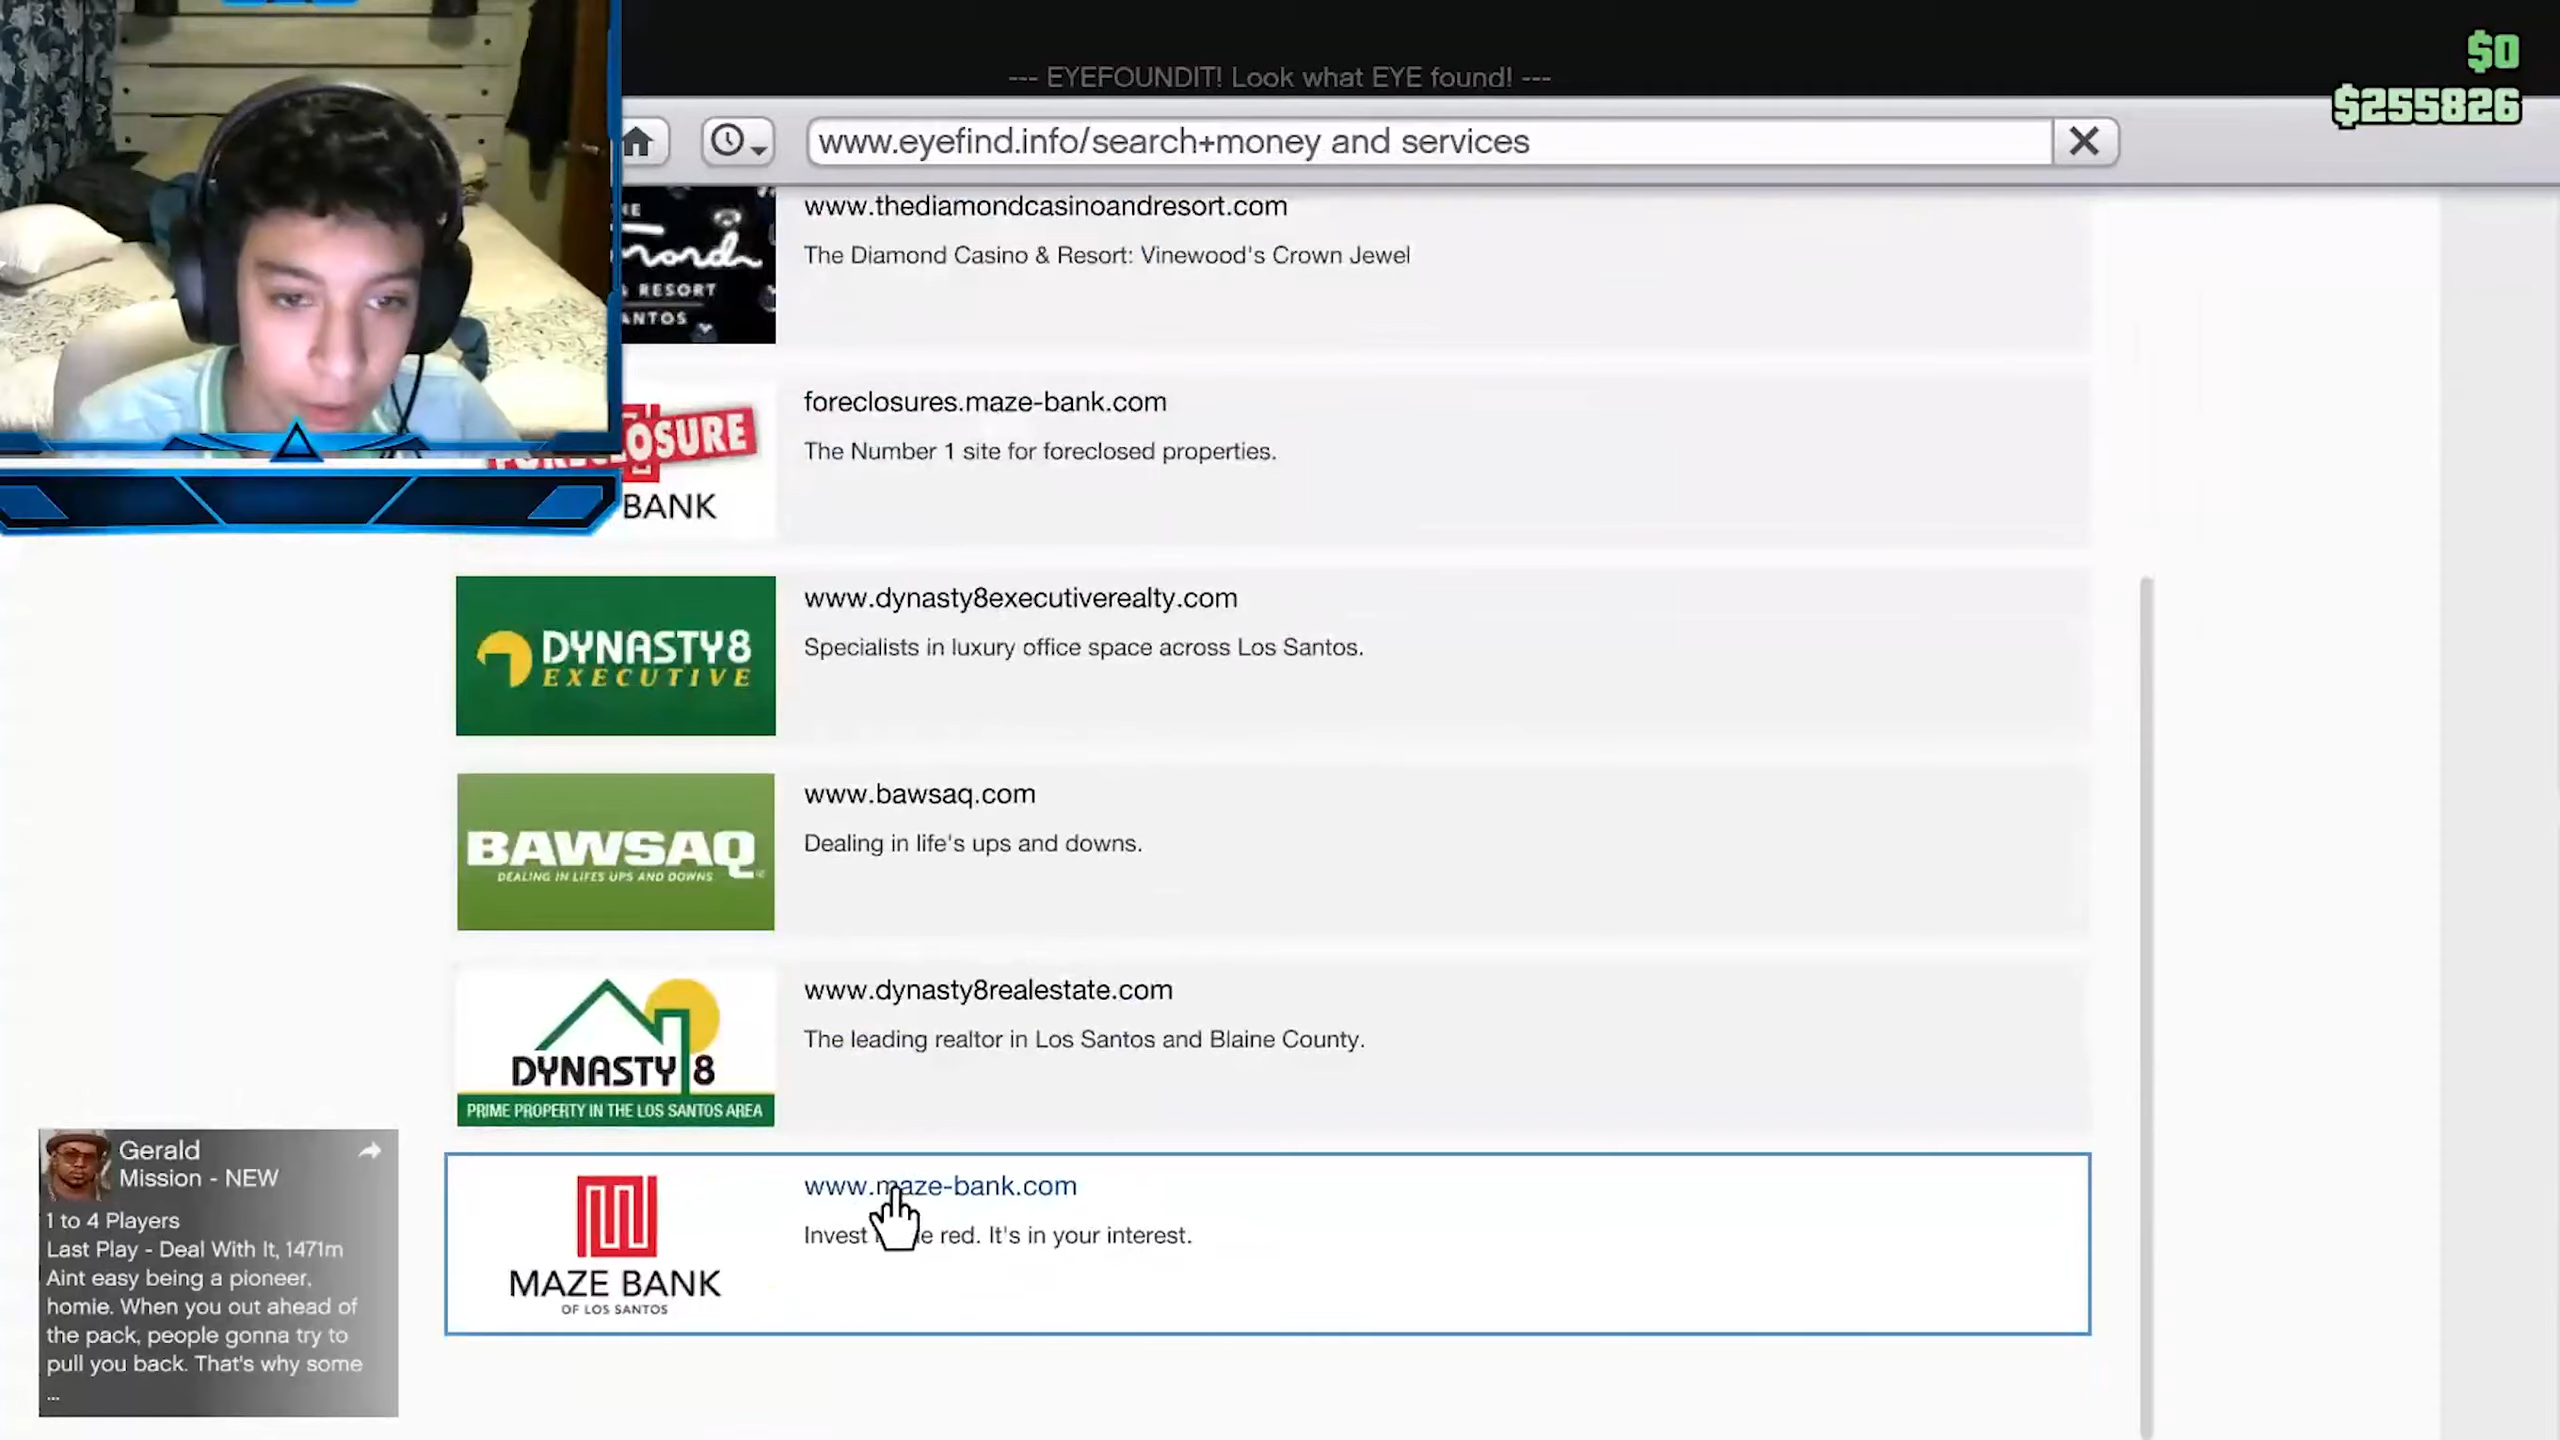 --- EYEFOUNDIT! Look what EYE found! ---
$0
$255826
www.eyefind.info/search+money and services
www.thediamondcasinoandresort.com
The Diamond Casino & Resort: Vinewood's Crown Jewel
RESORT
foreclosures.maze-bank.com
The Number 1 site for foreclosed properties.
BANK
DYNASTY 8
EXECUTIVE
www.dynasty8executiverealty.com
Specialists in luxury office space across Los Santos.
BAWSAQ
DEALING IN LIFES UPS AND DOWNS
www.bawsaq.com
Dealing in life's ups and downs.
DYNASTY 8
PRIME PROPERTY IN THE LOS SANTOS AREA
www.dynasty8realestate.com
The leading realtor in Los Santos and Blaine County.
MAZE BANK
OF LOS SANTOS
www.maze-bank.com
Invest red. It's in your interest.
Gerald
Mission - NEW
1 to 4 Players
Last Play - Deal With It, 1471m
Aint easy being a pioneer,
homie. When you out ahead of
the pack, people gonna try to
pull you back. That's why some
...